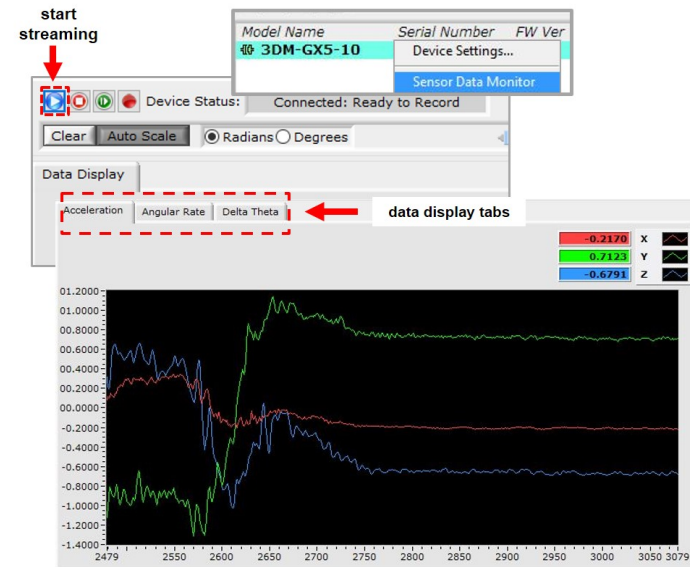 start
streaming
Model Name Serial Number FW Ver
3DM-GX5-10
Device Settings...
Sensor Data Monitor
Device Status: Connected: Ready to Record
Clear Auto Scale Radians Degrees
Data Display
Acceleration Angular Rate Delta Theta
data display tabs
-0.2170 X
0.7123 Y
-0.6791 Z
01.2000
01.0000
00.8000
00.6000
00.4000
00.2000
00.0000
-0.2000
-0.4000
-0.6000
-0.8000
-1.0000
-1.2000
-1.4000
2479 2550 2600 2650 2700 2750 2800 2850 2900 2950 3000 3050 3079